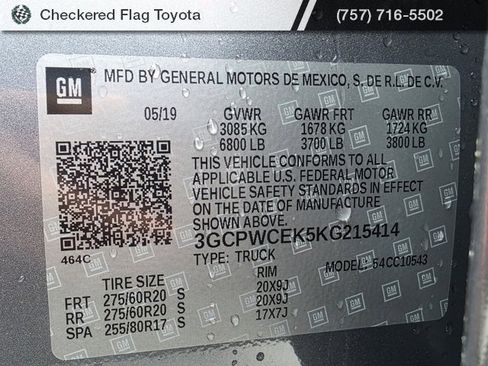 Checkered Flag Toyota
(757) 716-5502
GM
MFD BY GENERAL MOTORS DE MEXICO, S. DE R.L. DE C.V.
05/19 GVWR GAWR FRT GAWR RR
3085 KG 1678 KG 1724 KG
6800 LB 3700 LB 3800 LB
THIS VEHICLE CONFORMS TO ALL
APPLICABLE U.S. FEDERAL MOTOR
VEHICLE SAFETY STANDARDS IN EFFECT
ON THE DATE OF MANUFACTURE
SHOWN ABOVE.
3GCPWCEK5KG215414
464C TYPE: TRUCK MODEL: 54CC10543
TIRE SIZE RIM
FRT 275/60R20 S 20X9J
RR 275/60R20 S 20X9J
SPA 255/80R17 S 17X7J